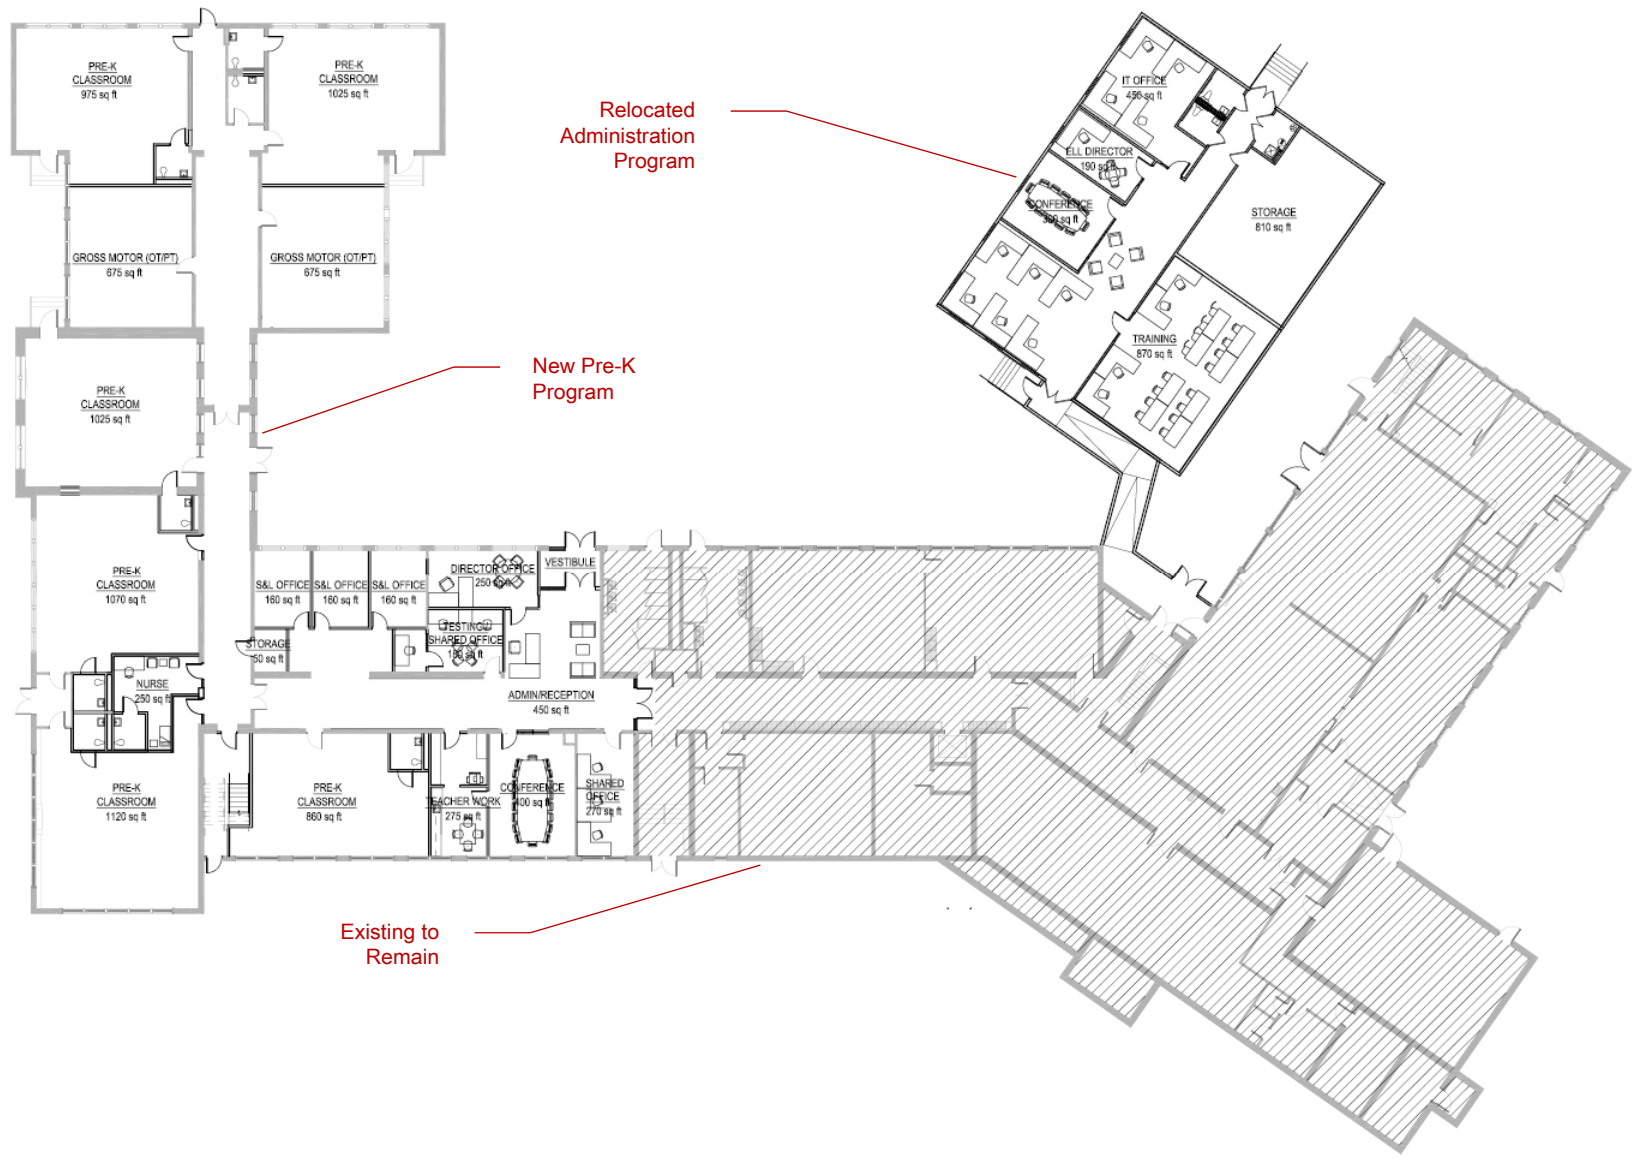 PRE-K
CLASSROOM
975 sq ft
PRE-K
CLASSROOM
1025 sq ft
GROSS MOTOR (OT/PT)
675 sq ft
GROSS MOTOR (OT/PT)
675 sq ft
PRE-K
CLASSROOM
1025 sq ft
PRE-K
CLASSROOM
1070 sq ft
NURSE
250 sq ft
PRE-K
CLASSROOM
1120 sq ft
Relocated
Administration
Program
New Pre-K
Program
IT OFFICE
450 sq ft
ELL DIRECTOR
190 sq ft
CONFERENCE
sq ft
STORAGE
810 sq ft
TRAINING
870 sq ft
S&L OFFICE
160 sq ft
S&L OFFICE
160 sq ft
S&L OFFICE
160 sq ft
DIRECTOR OFFICE
250 sq ft
VESTIBULE
STORAGE
50 sq ft
TESTING /
SHARED OFFICE
sq ft
ADMIN/RECEPTION
450 sq ft
PRE-K
CLASSROOM
860 sq ft
TEACHER WORK
275 sq ft
CONFERENCE
400 sq ft
SHARED
OFFICE
270 sq ft
Existing to
Remain